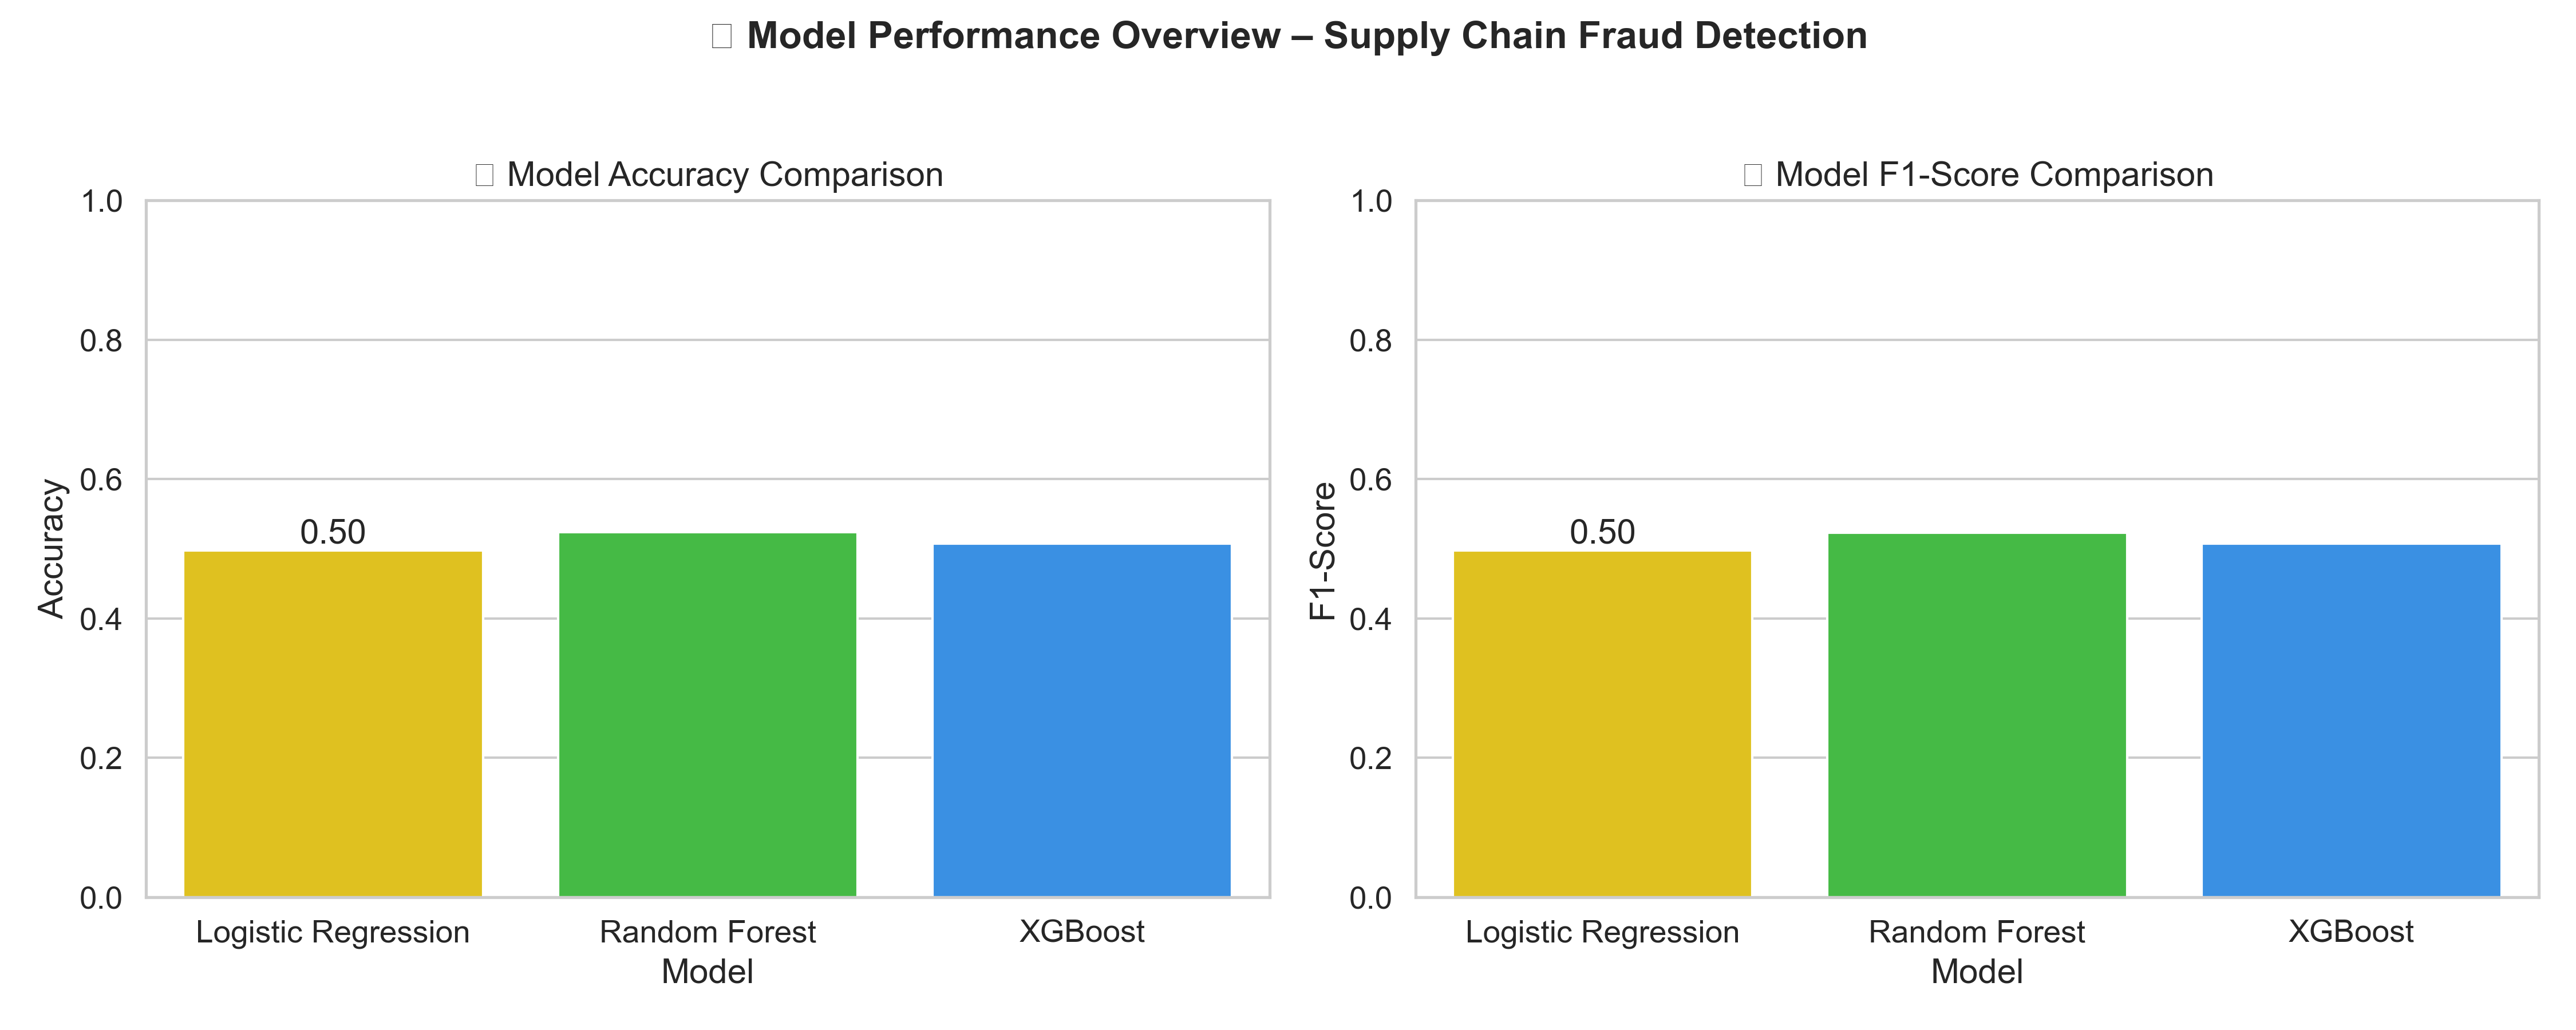 Model Performance Overview – Supply Chain Fraud Detection
Model Accuracy Comparison
1.0
0.8
0.6
0.4
0.2
0.0
Accuracy
0.50
Logistic Regression
Random Forest
XGBoost
Model
Model F1-Score Comparison
1.0
0.8
0.6
0.4
0.2
0.0
F1-Score
0.50
Logistic Regression
Random Forest
XGBoost
Model